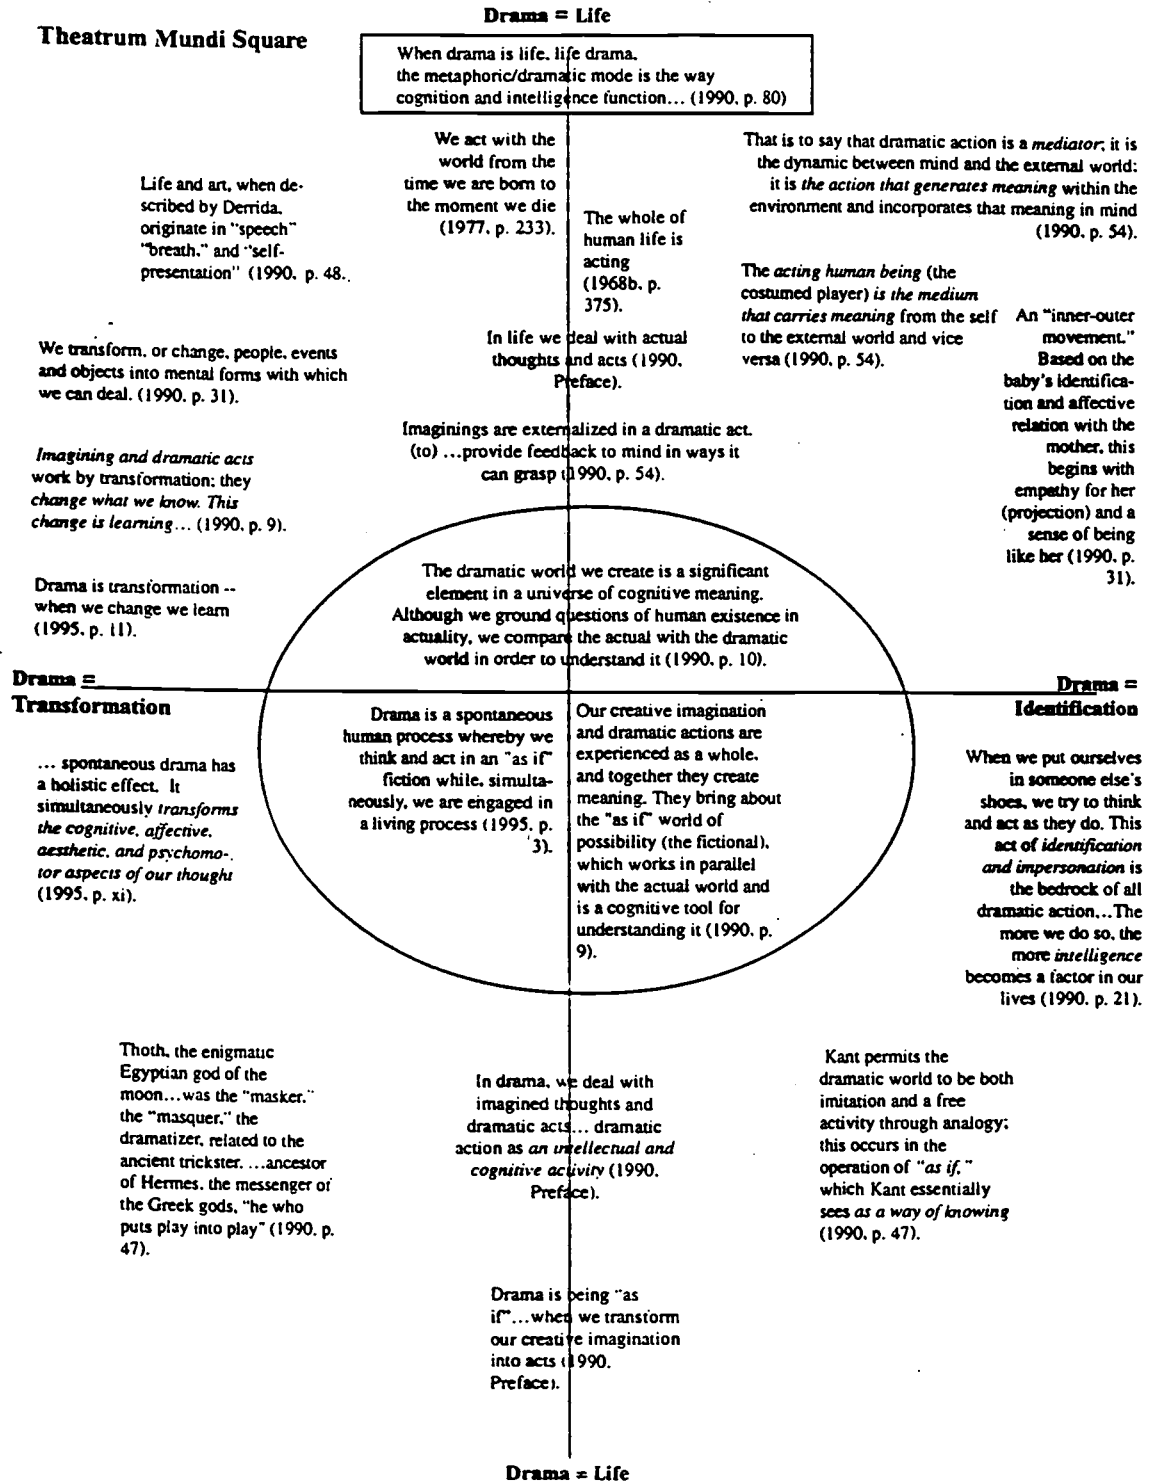 Drama = Life
Theatrum Mundi Square
When drama is life, life drama,
the metaphoric/dramatic mode is the way
cognition and intelligence function... (1990, p. 80)
We act with the
world from the
time we are born to
the moment we die
(1977, p. 233).
That is to say that dramatic action is a mediator; it is
the dynamic between mind and the external world:
it is the action that generates meaning within the
environment and incorporates that meaning in mind
(1990, p. 54).
Life and art, when de-
scribed by Derrida,
originate in "speech"
"breath," and "self-
presentation" (1990, p. 48.
The whole of
human life is
acting
(1968b, p.
375).
The acting human being (the
costumed player) is the medium
that carries meaning from the self
to the external world and vice
versa (1990, p. 54).
An "inner-outer
movement."
Based on the
baby's identifica-
tion and affective
relation with the
mother, this
begins with
empathy for her
(projection) and a
sense of being
like her (1990, p.
31).
In life we deal with actual
thoughts and acts (1990,
Preface).
We transform, or change, people, events
and objects into mental forms with which
we can deal. (1990, p. 31).
Imaginings are externalized in a dramatic act.
(to) ...provide feedback to mind in ways it
can grasp (1990, p. 54).
Imagining and dramatic acts
work by transformation; they
change what we know. This
change is learning... (1990, p. 9).
The dramatic world we create is a significant
element in a universe of cognitive meaning.
Although we ground questions of human existence in
actuality, we compare the actual with the dramatic
world in order to understand it (1990, p. 10).
Drama is transformation --
when we change we learn
(1995, p. 11).
Drama =
Transformation
Drama =
Identification
Drama is a spontaneous
human process whereby we
think and act in an "as if"
fiction while, simulta-
neously, we are engaged in
a living process (1995, p.
3).
Our creative imagination
and dramatic actions are
experienced as a whole,
and together they create
meaning. They bring about
the "as if" world of
possibility (the fictional),
which works in parallel
with the actual world and
is a cognitive tool for
understanding it (1990, p.
9).
... spontaneous drama has
a holistic effect. It
simultaneously transforms
the cognitive, affective,
aesthetic, and psychomo-
tor aspects of our thought
(1995, p. xi).
When we put ourselves
in someone else's
shoes, we try to think
and act as they do. This
act of identification
and impersonation is
the bedrock of all
dramatic action...The
more we do so, the
more intelligence
becomes a factor in our
lives (1990, p. 21).
Thoth, the enigmatic
Egyptian god of the
moon...was the "masker,"
the "masquer," the
dramatizer, related to the
ancient trickster, ...ancestor
of Hermes, the messenger of
the Greek gods, "he who
puts play into play" (1990, p.
47).
In drama, we deal with
imagined thoughts and
dramatic acts... dramatic
action as an intellectual and
cognitive activity (1990,
Preface).
Kant permits the
dramatic world to be both
imitation and a free
activity through analogy;
this occurs in the
operation of "as if,"
which Kant essentially
sees as a way of knowing
(1990, p. 47).
Drama is being "as
if"...when we transform
our creative imagination
into acts (1990,
Preface).
Drama ≠ Life